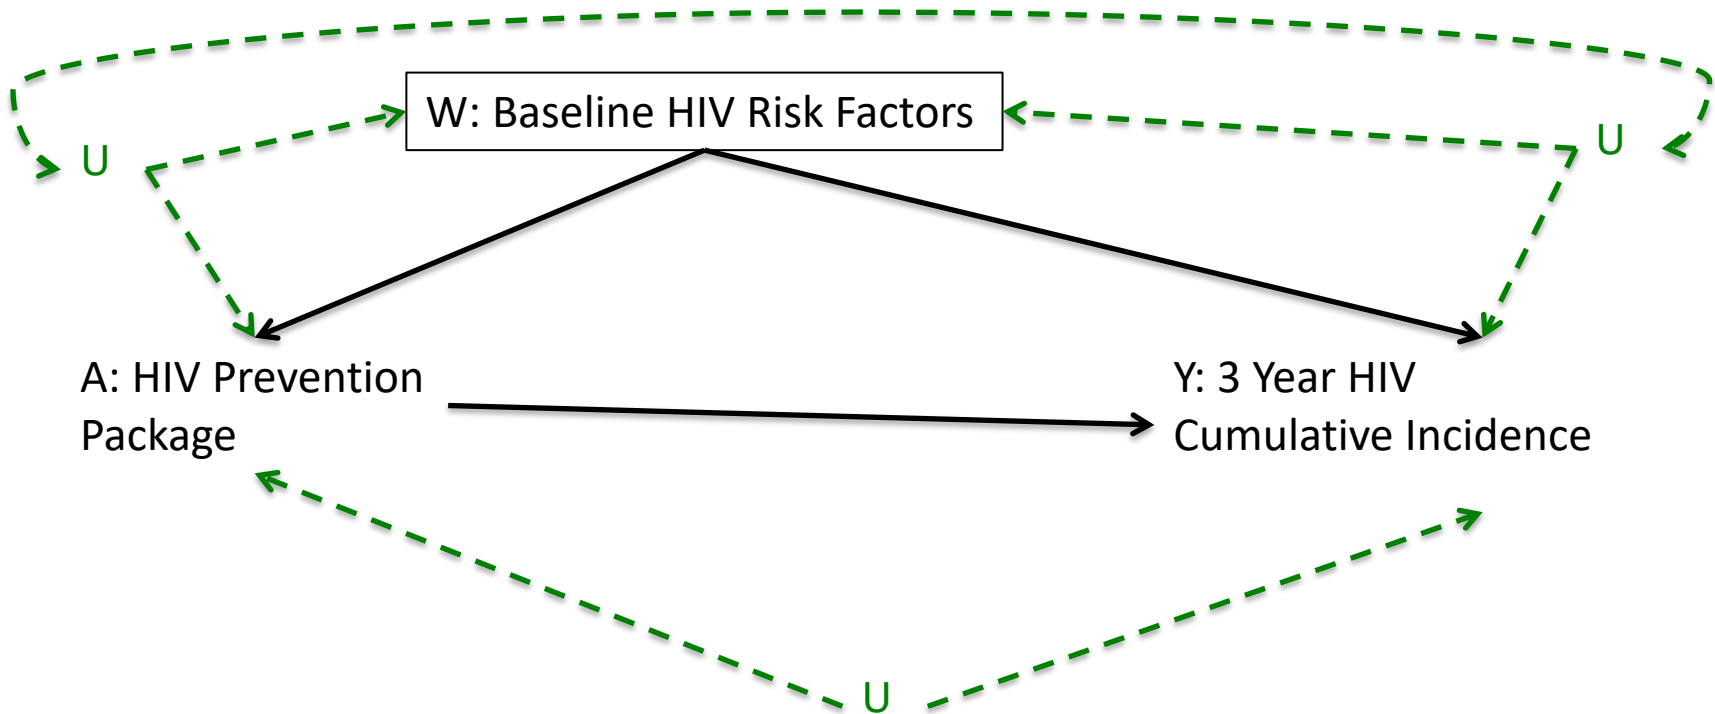 W: Baseline HIV Risk Factors
U
U
A: HIV Prevention
Package
Y: 3 Year HIV
Cumulative Incidence
U